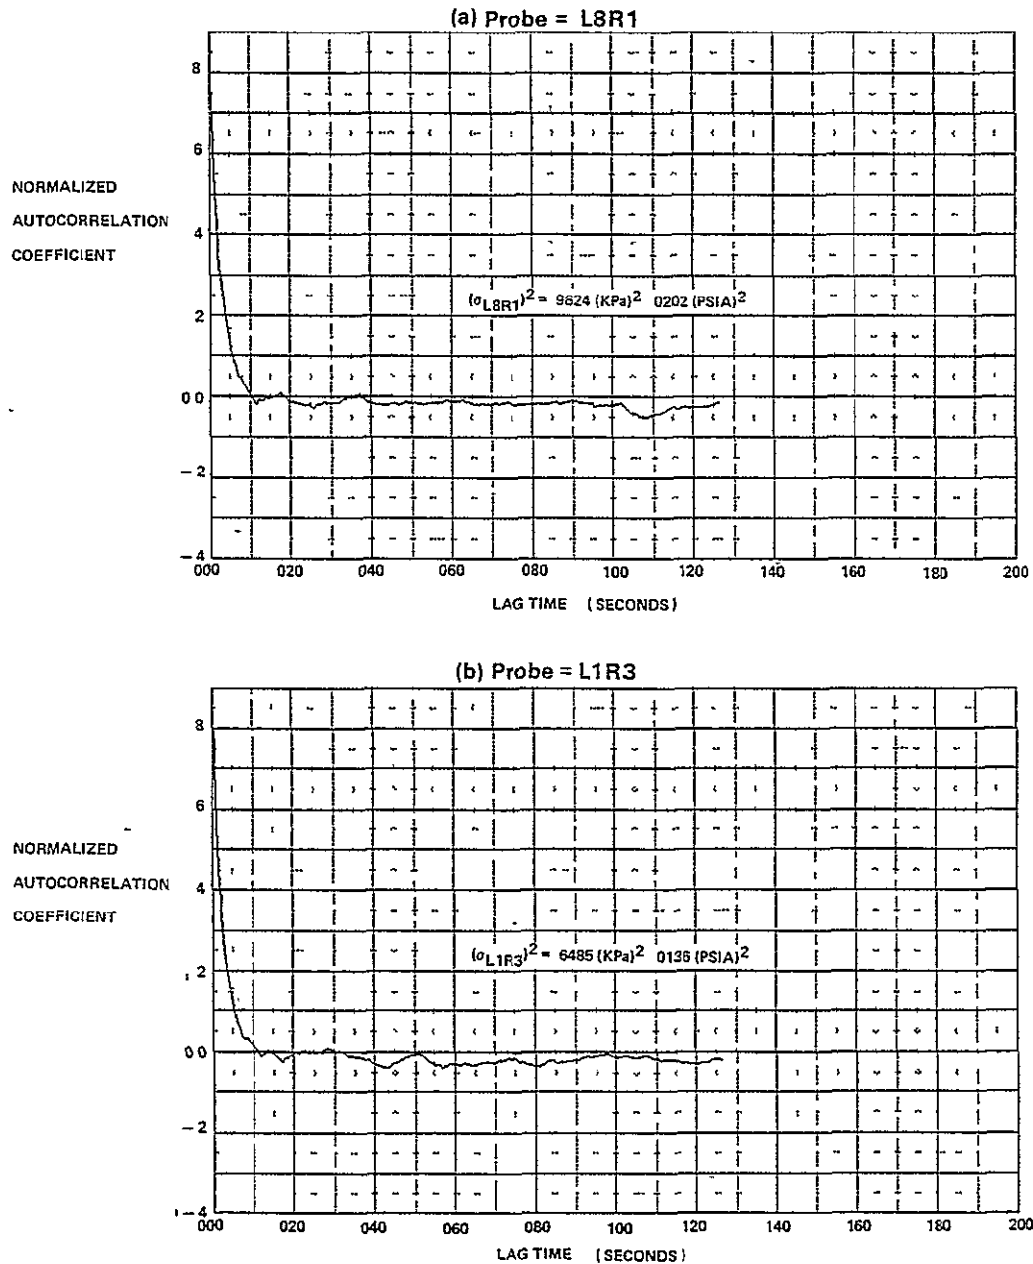 (a) Probe = L8R1
8
6
NORMALIZED
AUTOCORRELATION
COEFFICIENT
4
(σL8R1)² = 9624 (KPa)² 0202 (PSIA)²
2
0 0
-2
-4
000 020 040 060 080 100 120 140 160 180 200
LAG TIME (SECONDS)
(b) Probe = L1R3
8
6
NORMALIZED
AUTOCORRELATION
COEFFICIENT
4
(σL1R3)² = 6485 (KPa)² 0136 (PSIA)²
2
0 0
-2
-4
000 020 040 060 080 100 120 140 160 180 200
LAG TIME (SECONDS)